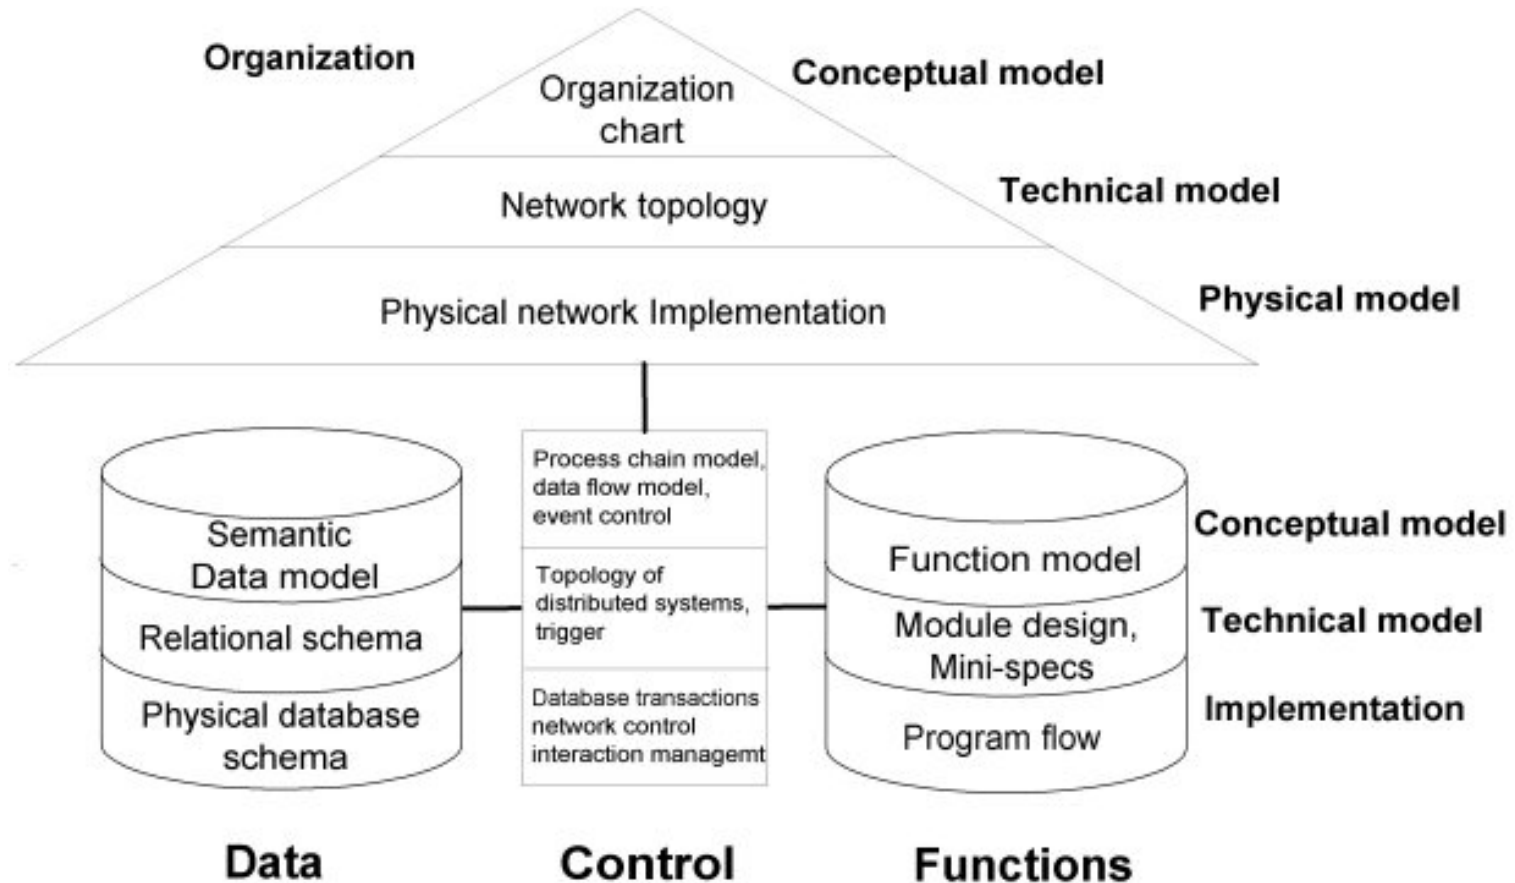 Organization
Conceptual model
Organization
chart
Technical model
Network topology
Physical model
Physical network Implementation
Semantic
Data model
Relational schema
Physical database
schema
Process chain model,
data flow model,
event control
Topology of
distributed systems,
trigger
Database transactions
network control
interaction managemt
Function model
Module design,
Mini-specs
Program flow
Conceptual model
Technical model
Implementation
Data
Control
Functions